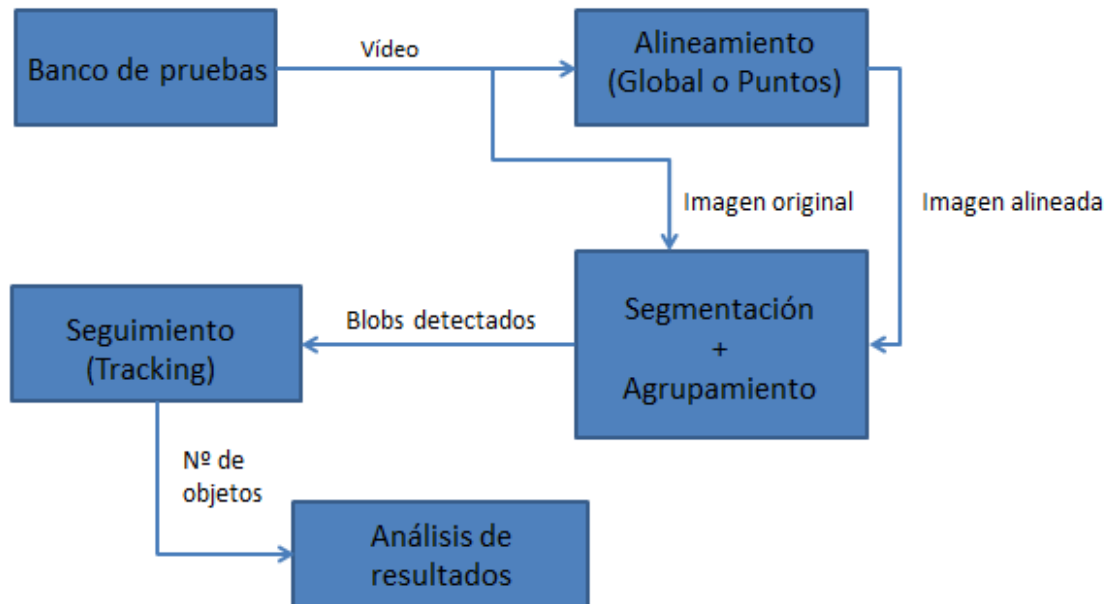 Banco de pruebas
Vídeo
Alineamiento
(Global o Puntos)
Imagen original
Imagen alineada
Segmentación
+
Agrupamiento
Blobs detectados
Seguimiento
(Tracking)
Nº de
objetos
Análisis de
resultados